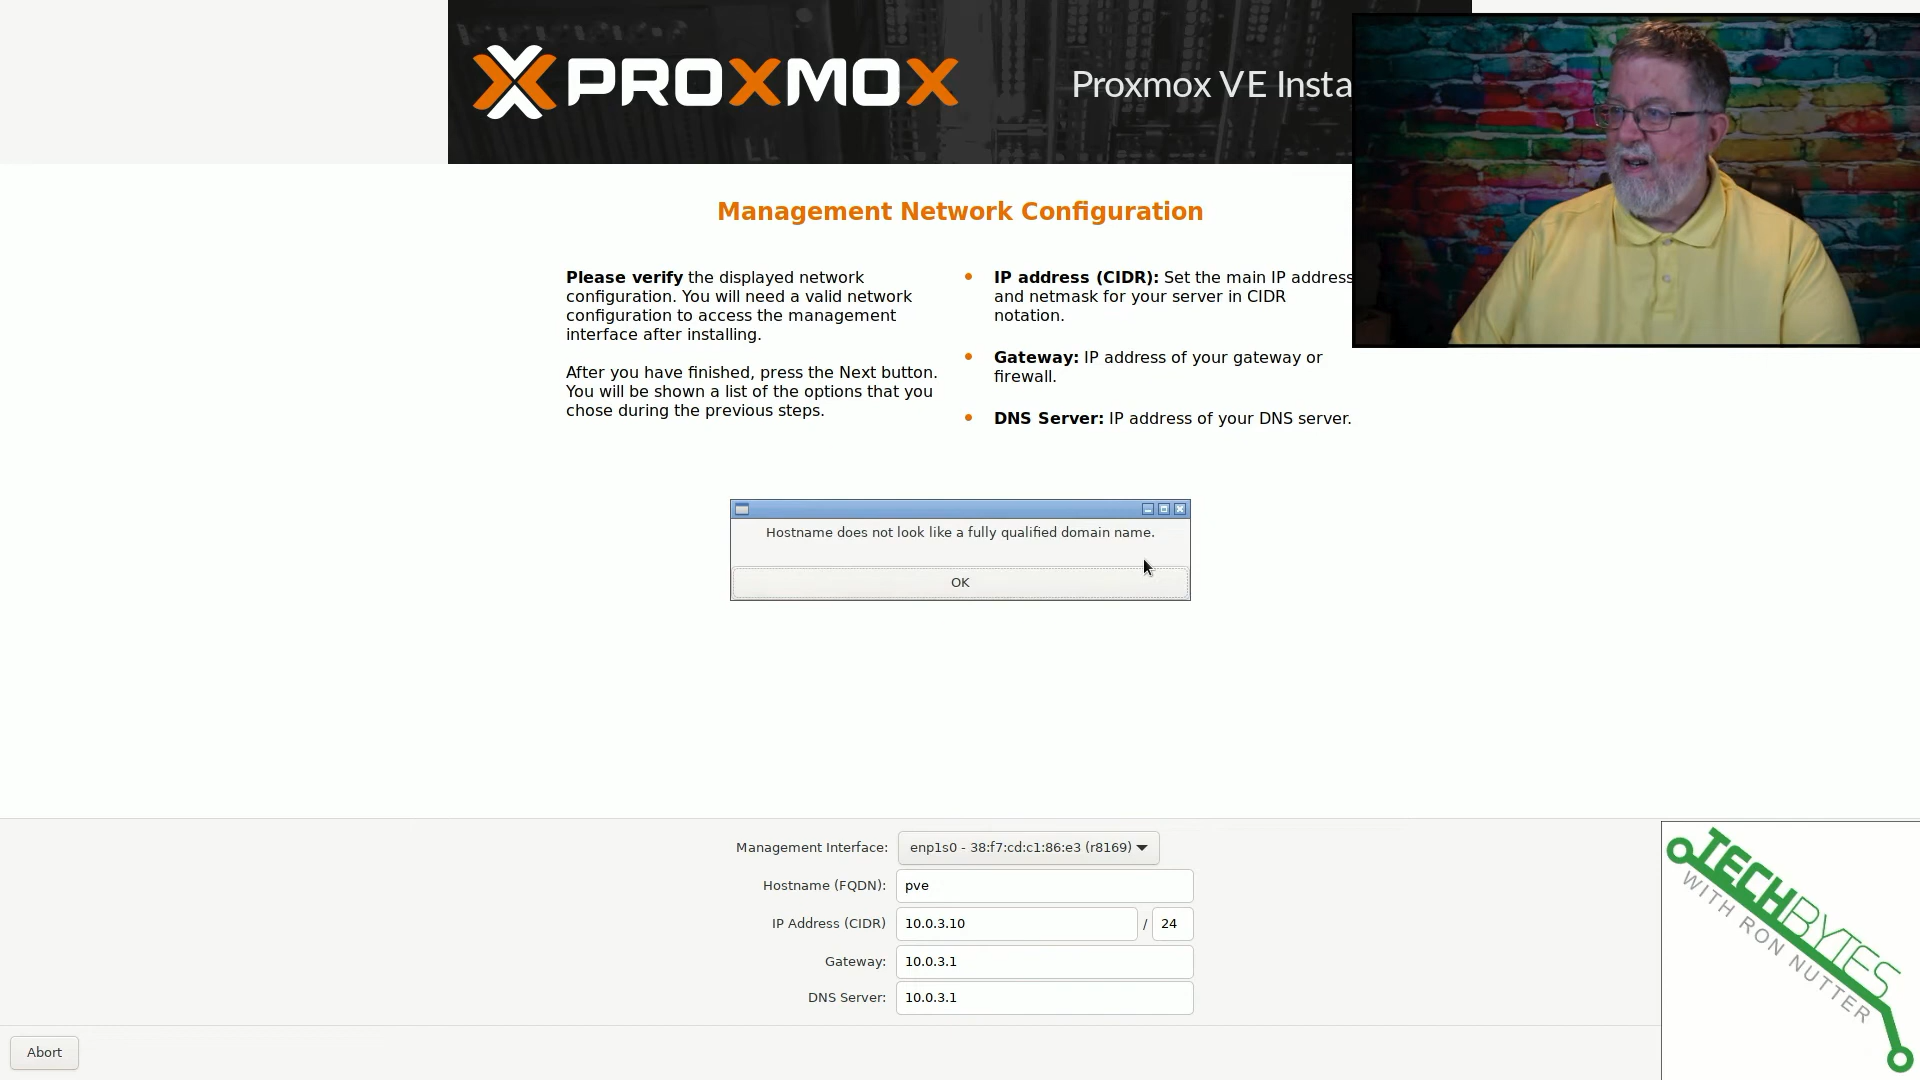 PROXMOX
Proxmox VE Insta
Management Network Configuration
Please verify the displayed network
configuration. You will need a valid network
configuration to access the management
interface after installing.
After you have finished, press the Next button.
You will be shown a list of the options that you
chose during the previous steps.
IP address (CIDR): Set the main IP address
and netmask for your server in CIDR
notation.
Gateway: IP address of your gateway or
firewall.
DNS Server: IP address of your DNS server.
Hostname does not look like a fully qualified domain name.
OK
Management Interface: enp1s0 - 38:f7:cd:c1:86:e3 (r8169)
Hostname (FQDN): pve
IP Address (CIDR) 10.0.3.10 / 24
Gateway: 10.0.3.1
DNS Server: 10.0.3.1
Abort
TECHBYTES
WITH RON NUTTER